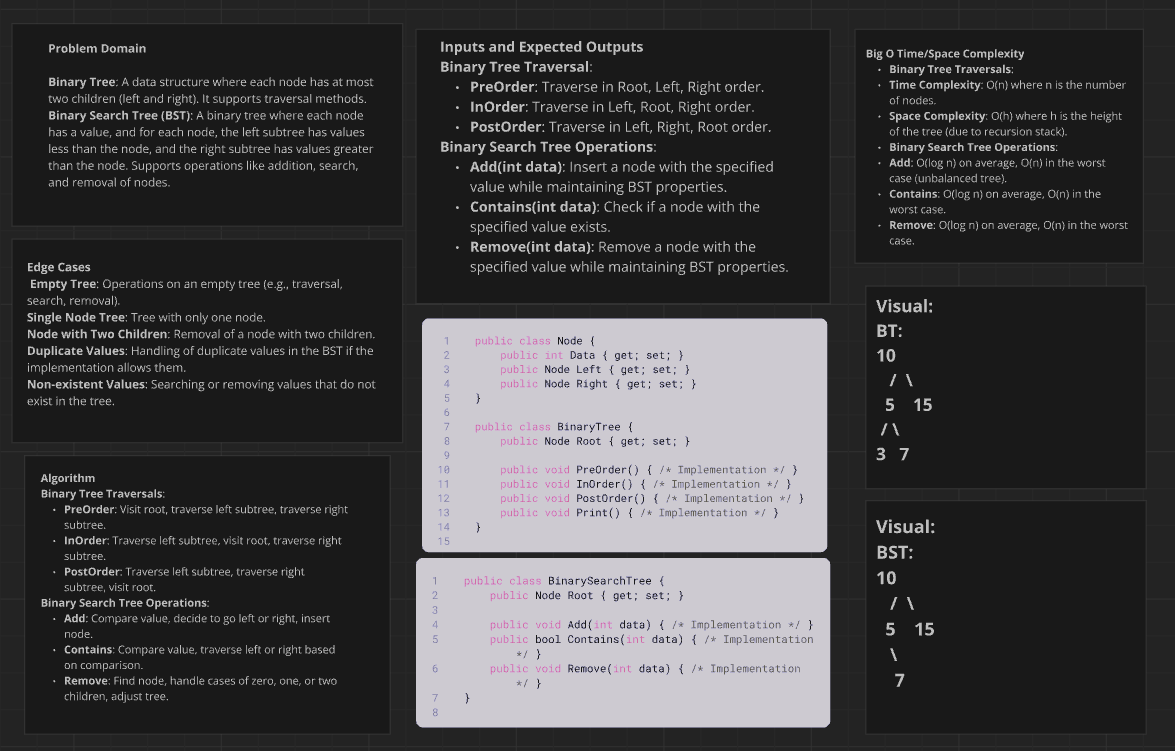 Problem Domain
Binary Tree: A data structure where each node has at most
two children (left and right). It supports traversal methods.
Binary Search Tree (BST): A binary tree where each node
has a value, and for each node, the left subtree has values
less than the node, and the right subtree has values greater
than the node. Supports operations like addition, search,
and removal of nodes.
Edge Cases
Empty Tree: Operations on an empty tree (e.g., traversal,
search, removal).
Single Node Tree: Tree with only one node.
Node with Two Children: Removal of a node with two children.
Duplicate Values: Handling of duplicate values in the BST if the
implementation allows them.
Non-existent Values: Searching or removing values that do not
exist in the tree.
Algorithm
Binary Tree Traversals:
• PreOrder: Visit root, traverse left subtree, traverse right
subtree.
• InOrder: Traverse left subtree, visit root, traverse right
subtree.
• PostOrder: Traverse left subtree, traverse right
subtree, visit root.
Binary Search Tree Operations:
• Add: Compare value, decide to go left or right, insert
node.
• Contains: Compare value, traverse left or right based
on comparison.
• Remove: Find node, handle cases of zero, one, or two
children, adjust tree.
Inputs and Expected Outputs
Binary Tree Traversal:
• PreOrder: Traverse in Root, Left, Right order.
• InOrder: Traverse in Left, Root, Right order.
• PostOrder: Traverse in Left, Right, Root order.
Binary Search Tree Operations:
• Add(int data): Insert a node with the specified
value while maintaining BST properties.
• Contains(int data): Check if a node with the
specified value exists.
• Remove(int data): Remove a node with the
specified value while maintaining BST properties.
1 public class Node {
2 public int Data { get; set; }
3 public Node Left { get; set; }
4 public Node Right { get; set; }
5 }
6
7 public class BinaryTree {
8 public Node Root { get; set; }
9
10 public void PreOrder() { /* Implementation */ }
11 public void InOrder() { /* Implementation */ }
12 public void PostOrder() { /* Implementation */ }
13 public void Print() { /* Implementation */ }
14 }
15
1 public class BinarySearchTree {
2 public Node Root { get; set; }
3
4 public void Add(int data) { /* Implementation */ }
5 public bool Contains(int data) { /* Implementation
*/ }
6 public void Remove(int data) { /* Implementation
*/ }
7 }
8
Big O Time/Space Complexity
• Binary Tree Traversals:
• Time Complexity: O(n) where n is the number
of nodes.
• Space Complexity: O(h) where h is the height
of the tree (due to recursion stack).
• Binary Search Tree Operations:
• Add: O(log n) on average, O(n) in the worst
case (unbalanced tree).
• Contains: O(log n) on average, O(n) in the
worst case.
• Remove: O(log n) on average, O(n) in the worst
case.
Visual:
BT:
10
/ \
5 15
/ \
3 7
Visual:
BST:
10
/ \
5 15
\
7